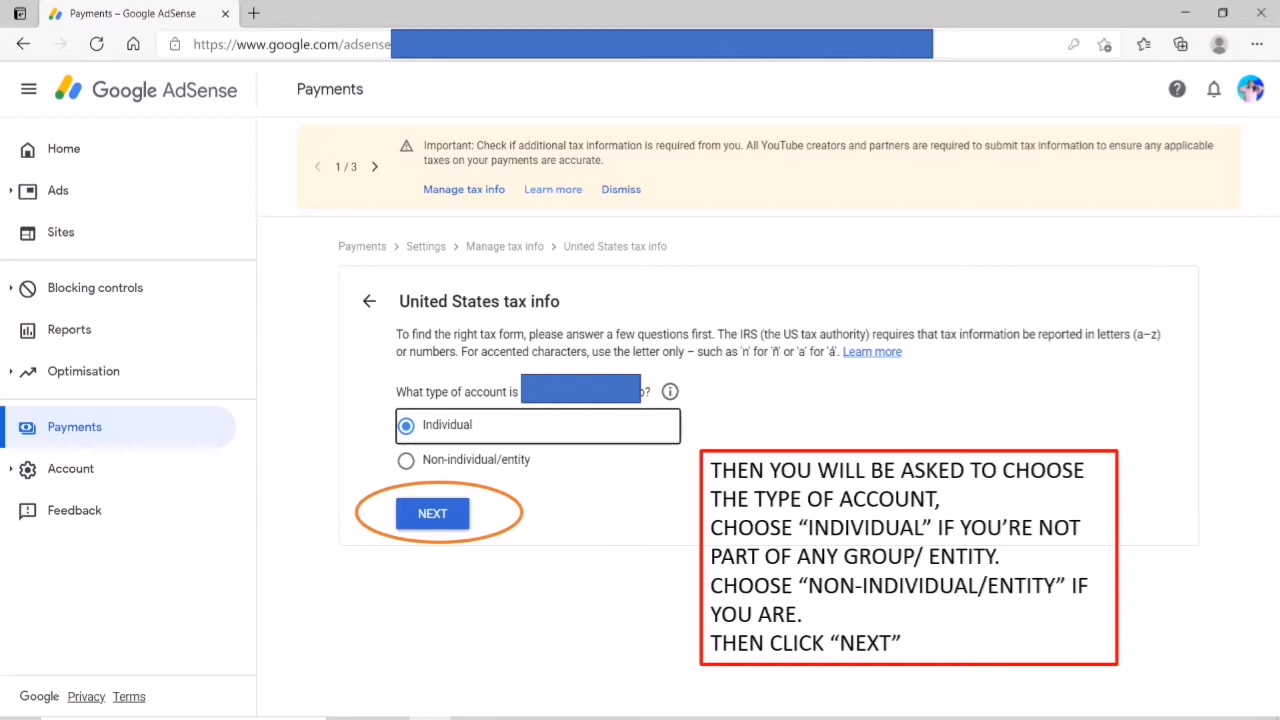 Payments – Google AdSense
https://www.google.com/adsense
Google AdSense
Payments
Home
Ads
Sites
Blocking controls
Reports
Optimisation
Payments
Account
Feedback
Google Privacy Terms
1 / 3
Important: Check if additional tax information is required from you. All YouTube creators and partners are required to submit tax information to ensure any applicable
taxes on your payments are accurate.
Manage tax info Learn more Dismiss
Payments > Settings > Manage tax info > United States tax info
United States tax info
To find the right tax form, please answer a few questions first. The IRS (the US tax authority) requires that tax information be reported in letters (a–z)
or numbers. For accented characters, use the letter only – such as 'n' for 'ñ' or 'a' for 'á'. Learn more
What type of account is ?
Individual
Non-individual/entity
NEXT
THEN YOU WILL BE ASKED TO CHOOSE
THE TYPE OF ACCOUNT,
CHOOSE “INDIVIDUAL” IF YOU’RE NOT
PART OF ANY GROUP/ ENTITY.
CHOOSE “NON-INDIVIDUAL/ENTITY” IF
YOU ARE.
THEN CLICK “NEXT”